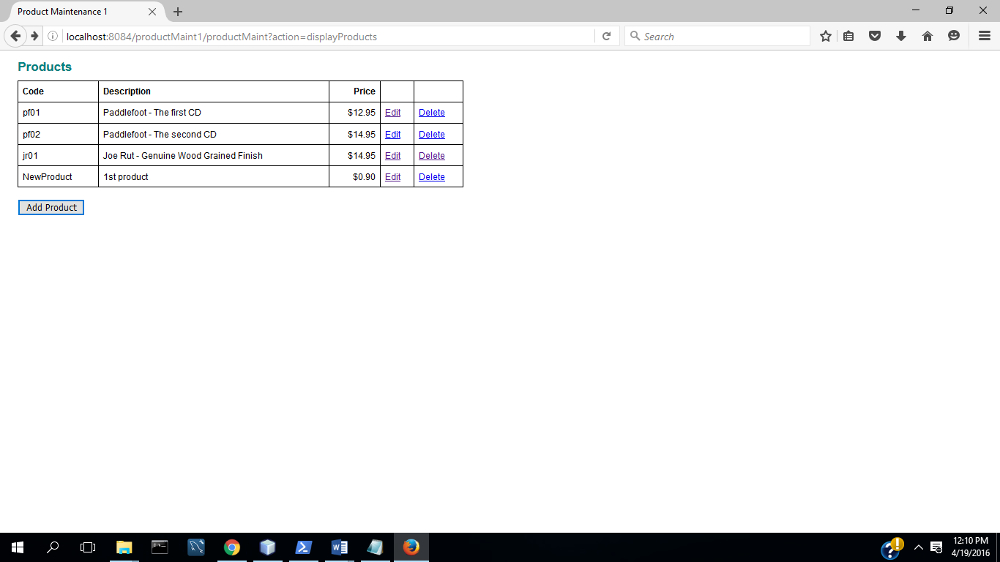 Product Maintenance 1
localhost:8084/productMaint1/productMaint?action=displayProducts
Search
Products
Code Description Price
pf01 Paddlefoot - The first CD $12.95 Edit Delete
pf02 Paddlefoot - The second CD $14.95 Edit Delete
jr01 Joe Rut - Genuine Wood Grained Finish $14.95 Edit Delete
NewProduct 1st product $0.90 Edit Delete
Add Product
12:10 PM
4/19/2016